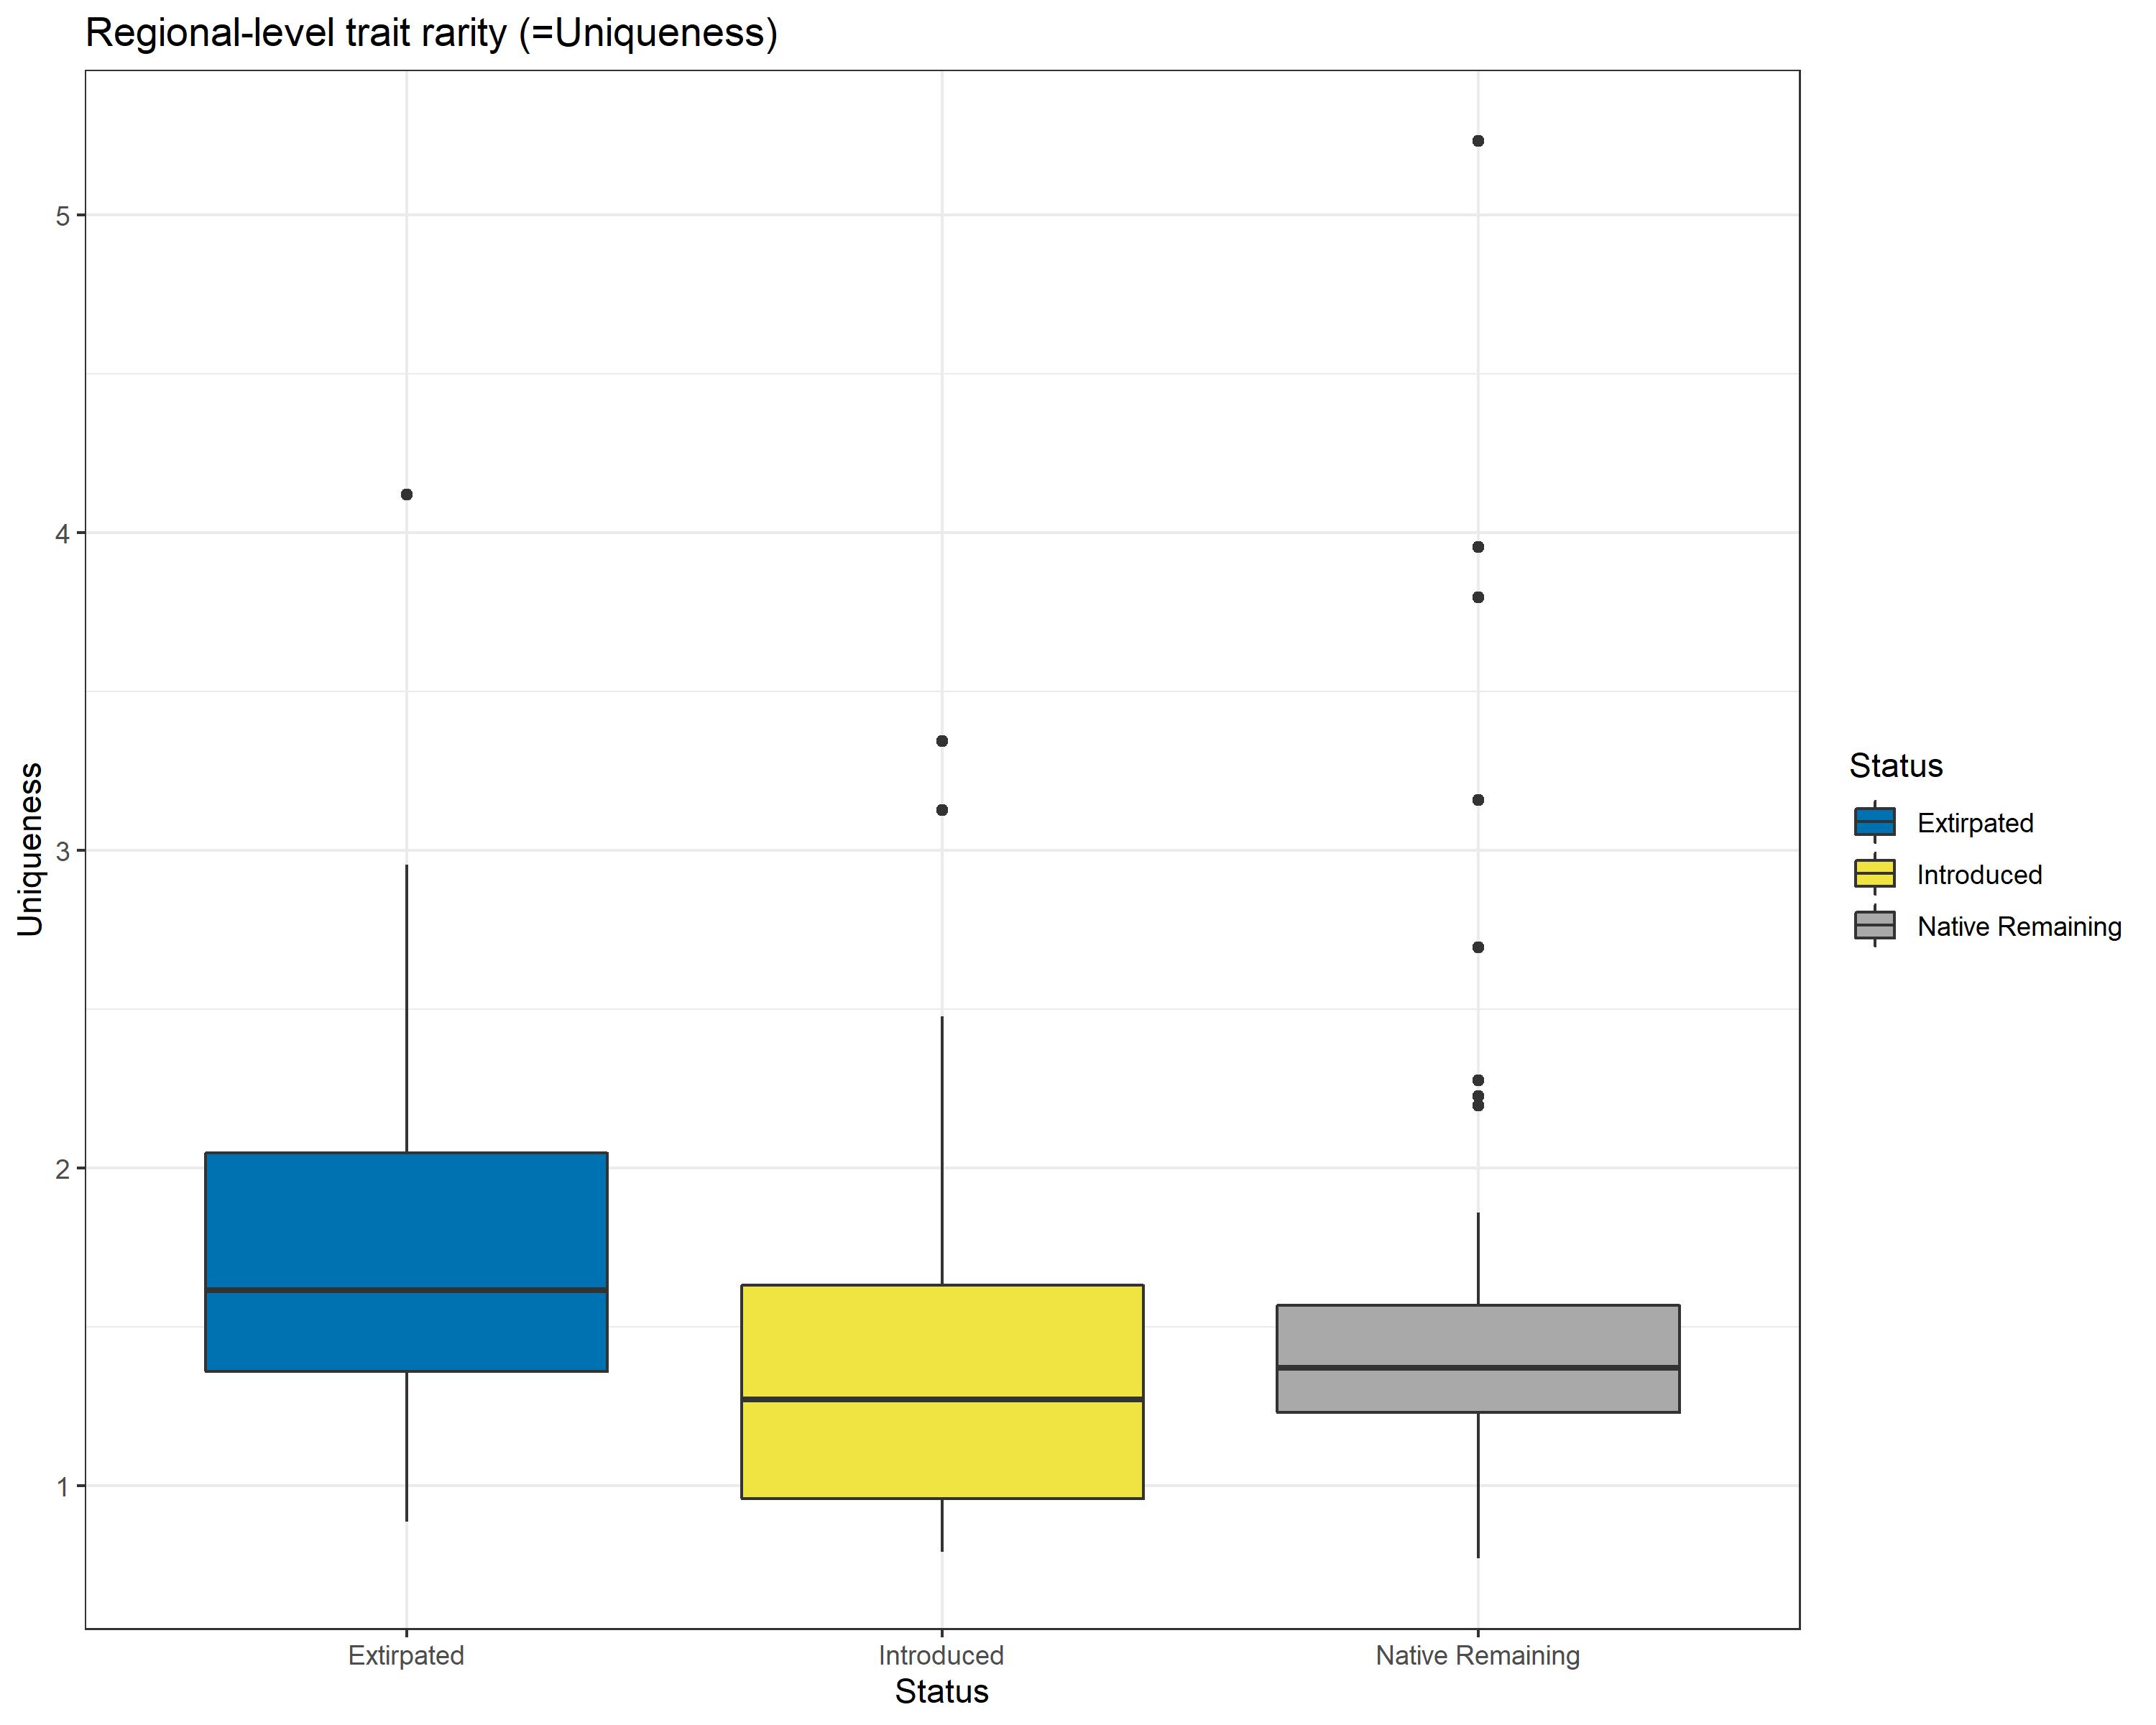 Regional-level trait rarity (=Uniqueness)
Uniqueness
5
4
3
2
1
Extirpated
Introduced
Native Remaining
Status
Status
Extirpated
Introduced
Native Remaining